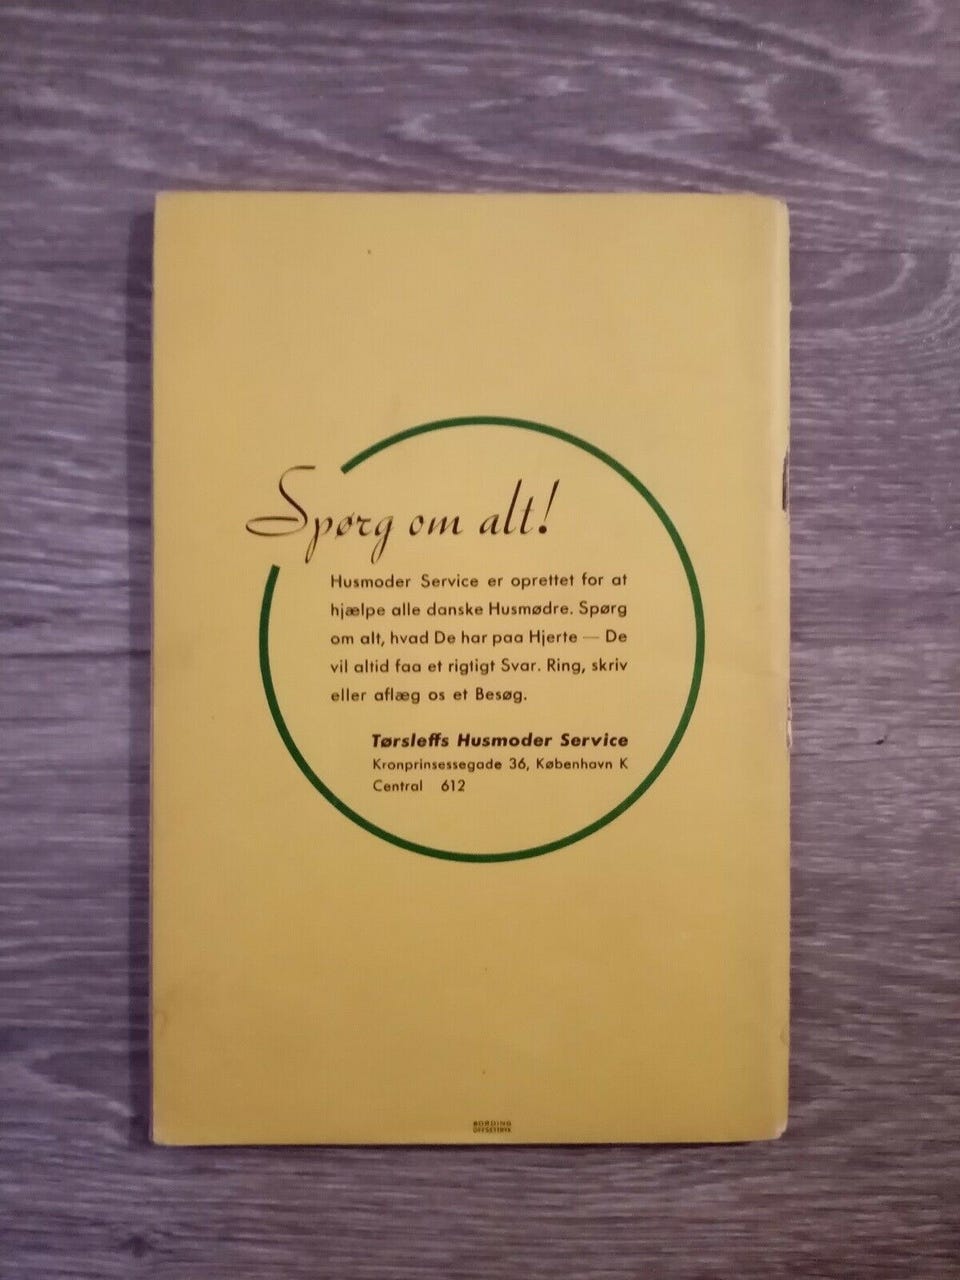 Spørg om alt!
Husmoder Service er oprettet for at
hjælpe alle danske Husmødre. Spørg
om alt, hvad De har paa Hjerte — De
vil altid faa et rigtigt Svar. Ring, skriv
eller aflæg os et Besøg.
Tørsleffs Husmoder Service
Kronprinsessegade 36, København K
Central 612
BORDING
OFFSETTRYK